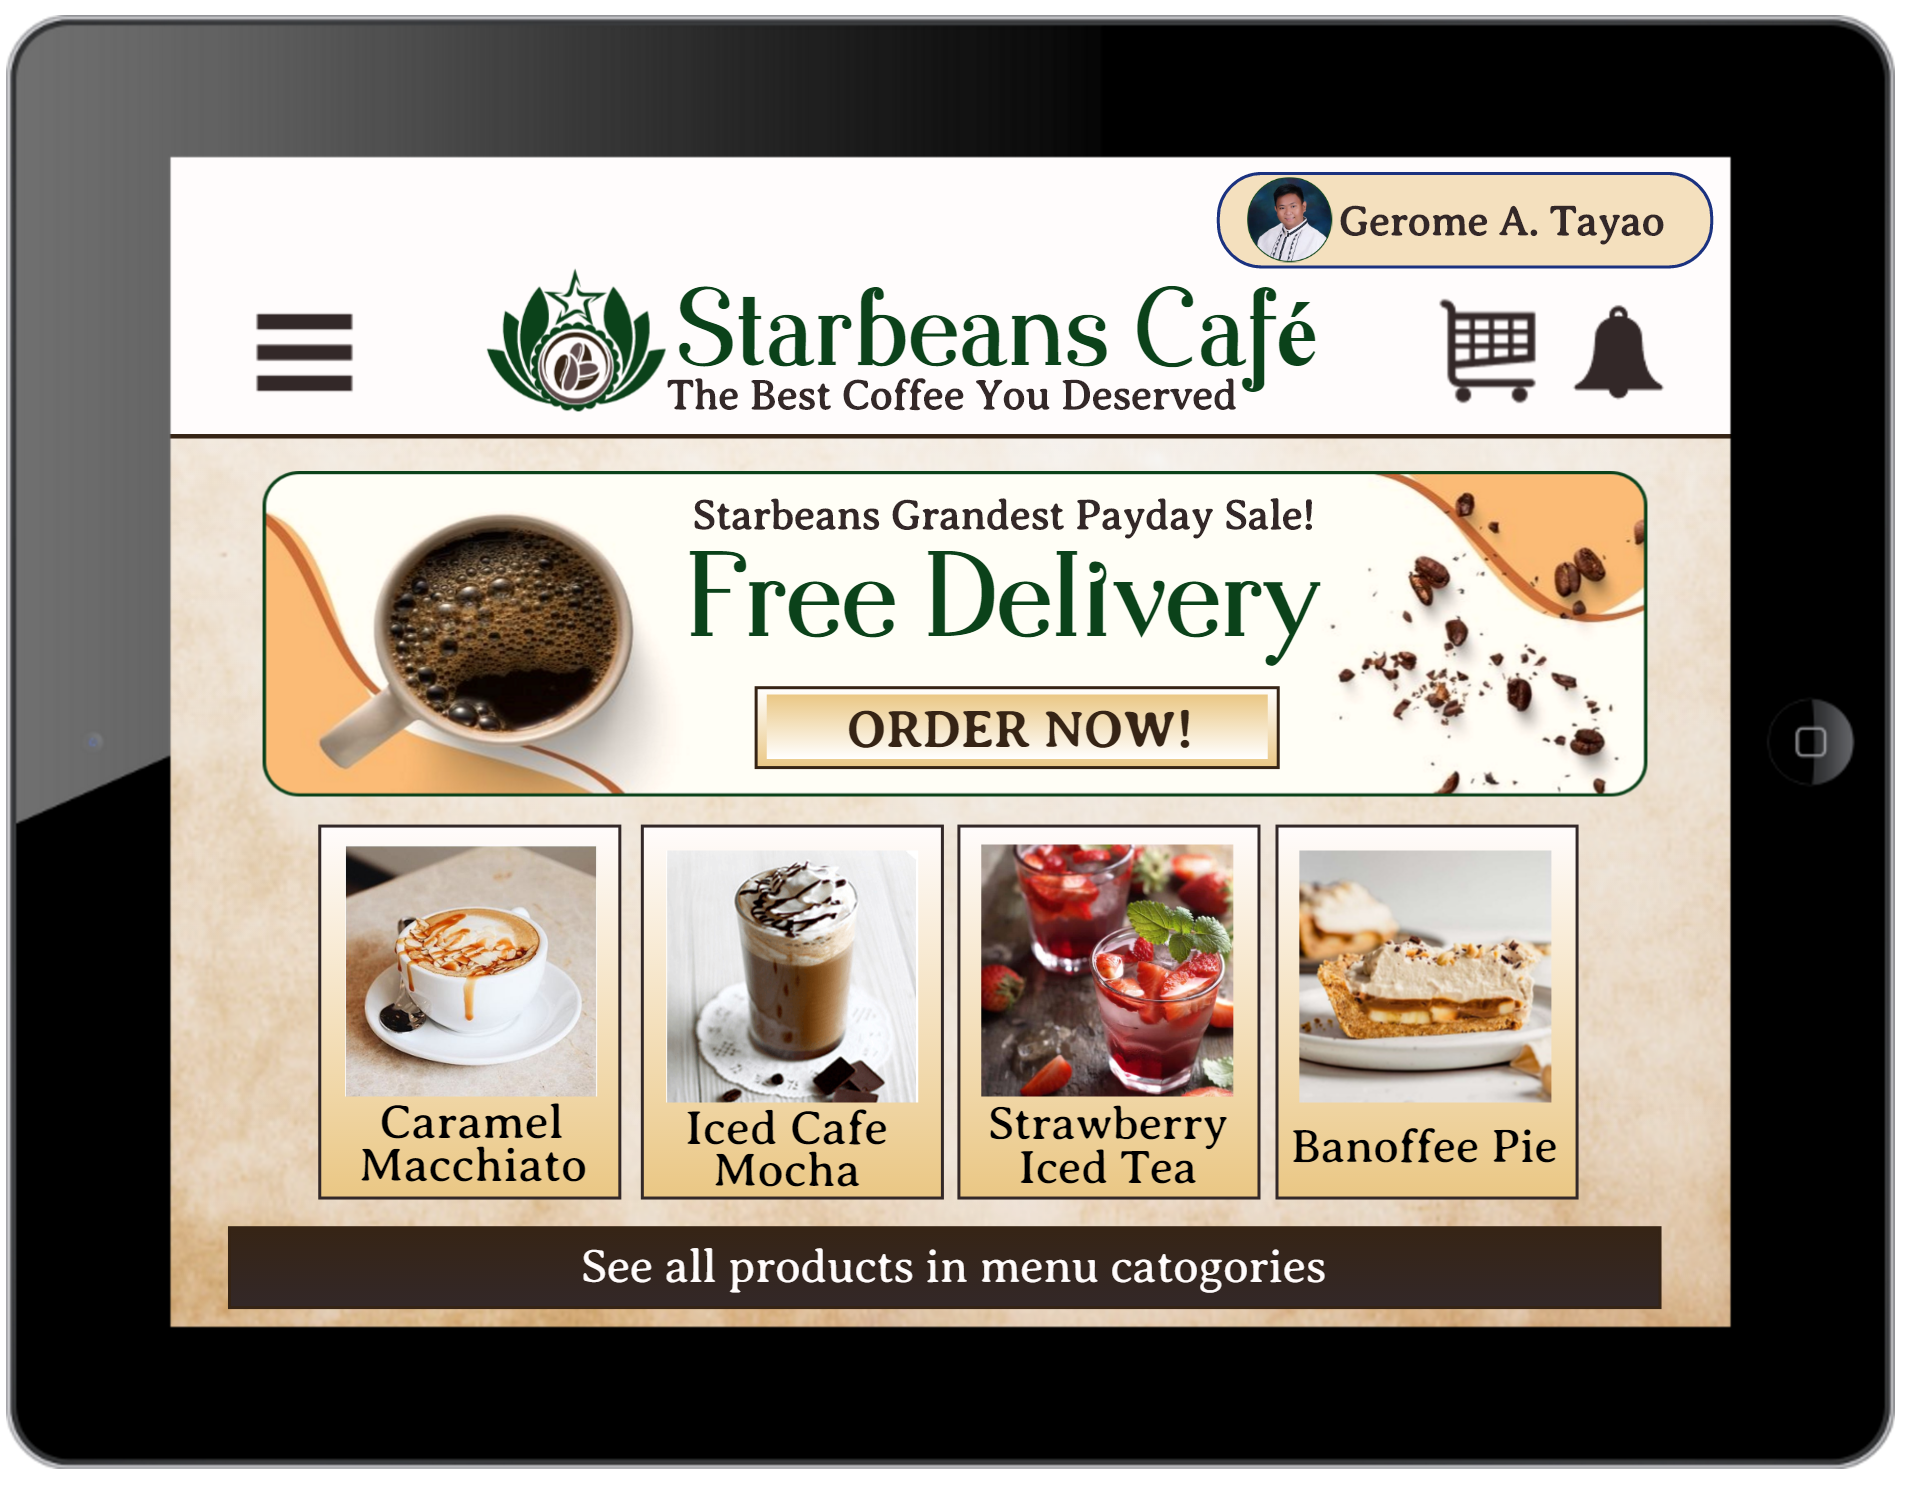 Gerome A. Tayao
Starbeans Café
The Best Coffee You Deserved
Starbeans Grandest Payday Sale!
Free Delivery
ORDER NOW!
Caramel
Macchiato
Iced Cafe
Mocha
Strawberry
Iced Tea
Banoffee Pie
See all products in menu catogories